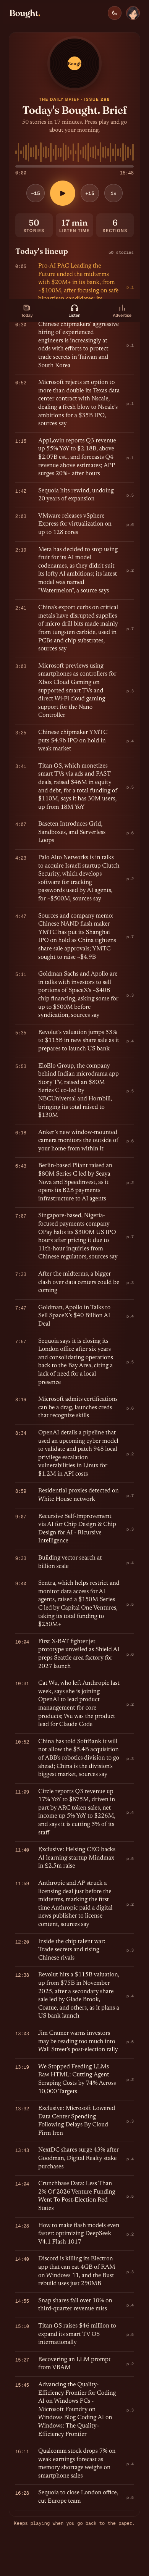 Bought.
Bought
THE DAILY BRIEF · ISSUE 298
Today's Bought. Brief
50 stories in 17 minutes. Press play and go
about your morning.
0:00
16:48
-15
+15
1×
50
STORIES
17 min
LISTEN TIME
6
SECTIONS
Today's lineup
50 stories
0:06
Pro-AI PAC Leading the
Future ended the midterms
with $20M+ in its bank, from
~$100M, after focusing on safe
p.1
Today
Listen
Advertise
Chinese chipmakers' aggressive
hiring of experienced
engineers is increasingly at
odds with efforts to protect
trade secrets in Taiwan and
South Korea
p.1
0:52
Microsoft rejects an option to
more than double its Texas data
center contract with Nscale,
dealing a fresh blow to Nscale's
ambitions for a $35B IPO,
sources say
p.1
AppLovin reports Q3 revenue
up 55% YoY to $2.18B, above
$2.07B est., and forecasts Q4
revenue above estimates; APP
surges 20%+ after hours
1:42
Sequoia hits rewind, undoing
20 years of expansion
2:03
VMware releases vSphere
Express for virtualization on
up to 128 cores
2:19
Meta has decided to stop using
fruit for its AI model
codenames, as they didn't suit
its lofty AI ambitions; its latest
model was named
"Watermelon", a source says
2:41
China's export curbs on critical
metals have disrupted supplies
of micro drill bits made mainly
from tungsten carbide, used in
PCBs and chip substrates,
sources say
p.7
3:03
Microsoft previews using
smartphones as controllers for
Xbox Cloud Gaming on
supported smart TVs and
direct Wi-Fi cloud gaming
support for the Nano
Controller
3:25
Chinese chipmaker YMTC
puts $4.9b IPO on hold in
weak market
p.4
3:41
Titan OS, which monetizes
smart TVs via ads and FAST
deals, raised $46M in equity
and debt, for a total funding of
$110M, says it has 30M users,
up from 18M YoY
4:07
Baseten Introduces Grid,
Sandboxes, and Serverless
Loops
4:23
Palo Alto Networks is in talks
to acquire Israeli startup Clutch
Security, which develops
software for tracking
passwords used by AI agents,
for ~$500M, sources say
4:47
Sources and company memo:
Chinese NAND flash maker
YMTC has put its Shanghai
IPO on hold as China tightens
share sale approvals; YMTC
sought to raise ~$4.9B
p.7
5:11
Goldman Sachs and Apollo are
in talks with investors to sell
portions of SpaceX's ~$40B
chip financing, asking some for
up to $300M before
syndication, sources say
5:35
Revolut's valuation jumps 53%
to $115B in new share sale as it
prepares to launch US bank
p.4
5:53
EloElo Group, the company
behind Indian microdrama app
Story TV, raised an $80M
Series C co-led by
NBCUniversal and Hornbill,
bringing its total raised to
$130M
6:18
Anker's new window-mounted
camera monitors the outside of
your home from within it
6:43
Berlin-based Pliant raised an
$80M Series C led by Seaya
Nova and Speedinvest, as it
opens its B2B payments
infrastructure to AI agents
7:07
Singapore-based, Nigeria-
focused payments company
OPay halts its $300M US IPO
hours after pricing it due to
11th-hour inquiries from
Chinese regulators, sources say
p.7
7:33
After the midterms, a bigger
clash over data centers could be
coming
7:47
Goldman, Apollo in Talks to
Sell SpaceX's $40 Billion AI
Deal
p.4
7:57
Sequoia says it is closing its
London office after six years
and consolidating operations
back to the Bay Area, citing a
lack of need for a local
presence
8:19
Microsoft admits certifications
can be a drag, launches creds
that recognize skills
8:34
OpenAI details a pipeline that
used an upcoming cyber model
to validate and patch 948 local
privilege escalation
vulnerabilities in Linux for
$1.2M in API costs
8:59
Residential proxies detected on
White House network
p.7
9:07
Recursive Self-Improvement
via AI for Chip Design & Chip
Design for AI - Ricursive
Intelligence
9:33
Building vector search at
billion scale
p.4
9:40
Sentra, which helps restrict and
monitor data access for AI
agents, raised a $150M Series
C led by Capital One Ventures,
taking its total funding to
$250M+
10:04
First X-BAT fighter jet
prototype unveiled as Shield AI
preps Seattle area factory for
2027 launch
10:31
Cat Wu, who left Anthropic last
week, says she is joining
OpenAI to lead product
management for core
products; Wu was the product
lead for Claude Code
10:52
China has told SoftBank it will
not allow the $5.4B acquisition
of ABB's robotics division to go
ahead; China is the division's
biggest market, sources say
11:09
Circle reports Q3 revenue up
17% YoY to $875M, driven in
part by ARC token sales, net
income up 5% YoY to $226M,
and says it is cutting 5% of its
staff
p.4
11:40
Exclusive: Helsing CEO backs
AI learning startup Mindmax
in £2.5m raise
11:59
Anthropic and AP struck a
licensing deal just before the
midterms, marking the first
time Anthropic paid a digital
news publisher to license
content, sources say
12:20
Inside the chip talent war:
Trade secrets and rising
Chinese rivals
12:38
Revolut hits a $115B valuation,
up from $75B in November
2025, after a secondary share
sale led by Glade Brook,
Coatue, and others, as it plans a
US bank launch
p.4
13:03
Jim Cramer warns investors
may be reading too much into
Wall Street's post-election rally
13:19
We Stopped Feeding LLMs
Raw HTML: Cutting Agent
Scraping Costs by 74% Across
10,000 Targets
13:32
Exclusive: Microsoft Lowered
Data Center Spending
Following Delays By Cloud
Firm Iren
13:43
NextDC shares surge 43% after
Goodman, Digital Realty stake
purchases
p.4
14:04
Crunchbase Data: Less Than
2% Of 2026 Venture Funding
Went To Post-Election Red
States
14:28
How to make flash models even
faster: optimizing DeepSeek
V4.1 Flash 1017
14:40
Discord is killing its Electron
app that can eat 4GB of RAM
on Windows 11, and the Rust
rebuild uses just 290MB
14:55
Snap shares fall over 10% on
third-quarter revenue miss
p.4
15:10
Titan OS raises $46 million to
expand its smart TV OS
internationally
15:27
Recovering an LLM prompt
from VRAM
15:45
Advancing the Quality-
Efficiency Frontier for Coding
AI on Windows PCs -
Microsoft Foundry on
Windows Blog Coding AI on
Windows: The Quality-
Efficiency Frontier
16:11
Qualcomm stock drops 7% on
weak earnings forecast as
memory shortage weighs on
smartphone sales
p.4
16:28
Sequoia to close London office,
cut Europe team
Keeps playing when you go back to the paper.